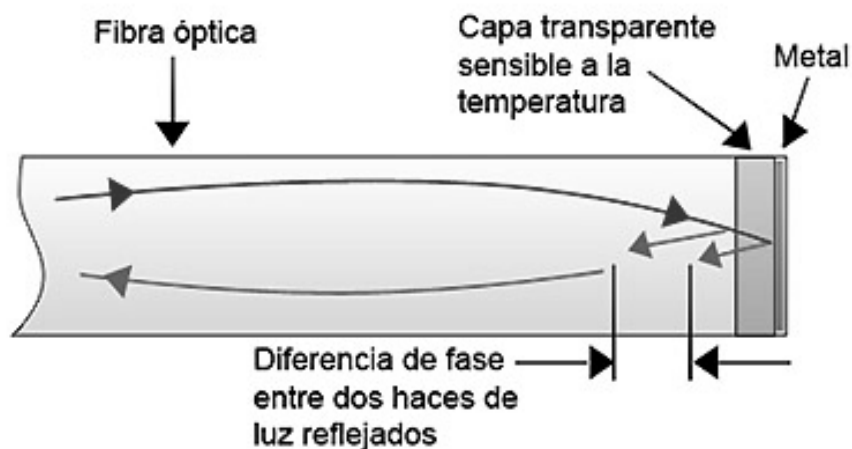 Fibra óptica
Capa transparente
sensible a la
temperatura
Metal
Diferencia de fase
entre dos haces de
luz reflejados